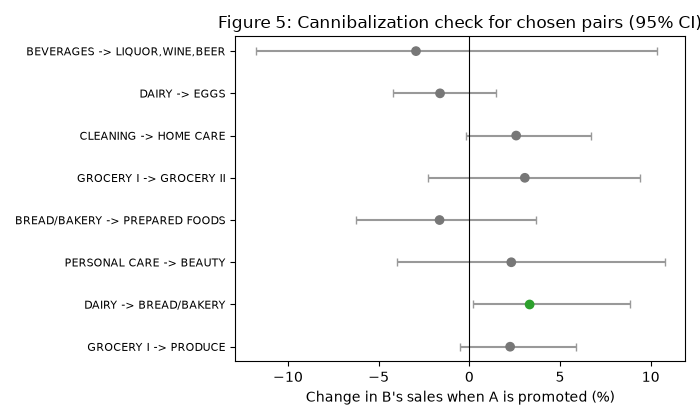 Figure 5: Cannibalization check for chosen pairs (95% CI)
BEVERAGES -> LIQUOR,WINE,BEER
DAIRY -> EGGS
CLEANING -> HOME CARE
GROCERY I -> GROCERY II
BREAD/BAKERY -> PREPARED FOODS
PERSONAL CARE -> BEAUTY
DAIRY -> BREAD/BAKERY
GROCERY I -> PRODUCE
−10 −5 0 5 10
Change in B's sales when A is promoted (%)